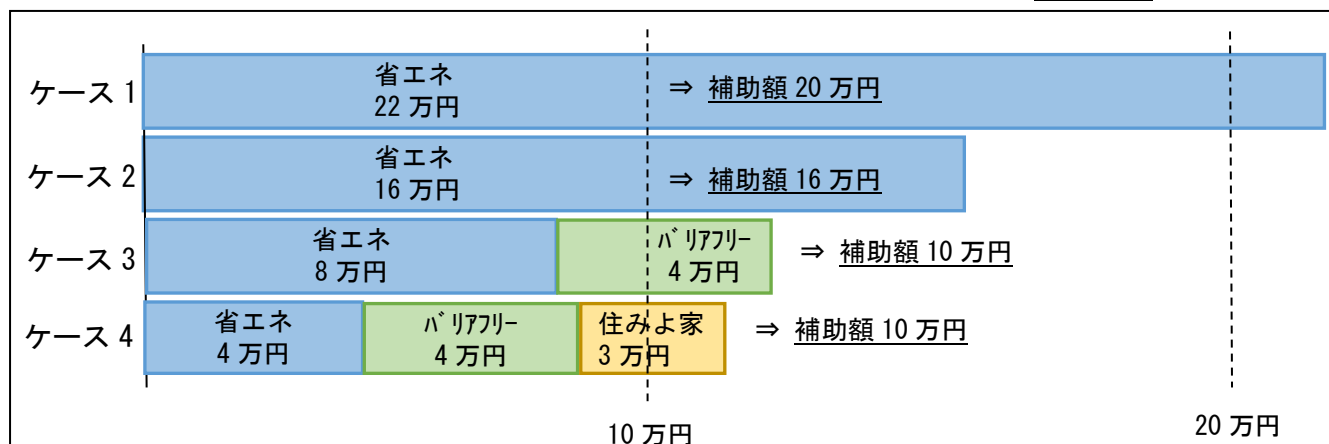 ケース 1
省エネ
22 万円
⇒ 補助額 20 万円
ケース 2
省エネ
16 万円
⇒ 補助額 16 万円
ケース 3
省エネ
8 万円
ﾊﾞﾘｱﾌﾘｰ
4 万円
⇒ 補助額 10 万円
ケース 4
省エネ
4 万円
ﾊﾞﾘｱﾌﾘｰ
4 万円
住みよ家
3 万円
⇒ 補助額 10 万円
10 万円
20 万円